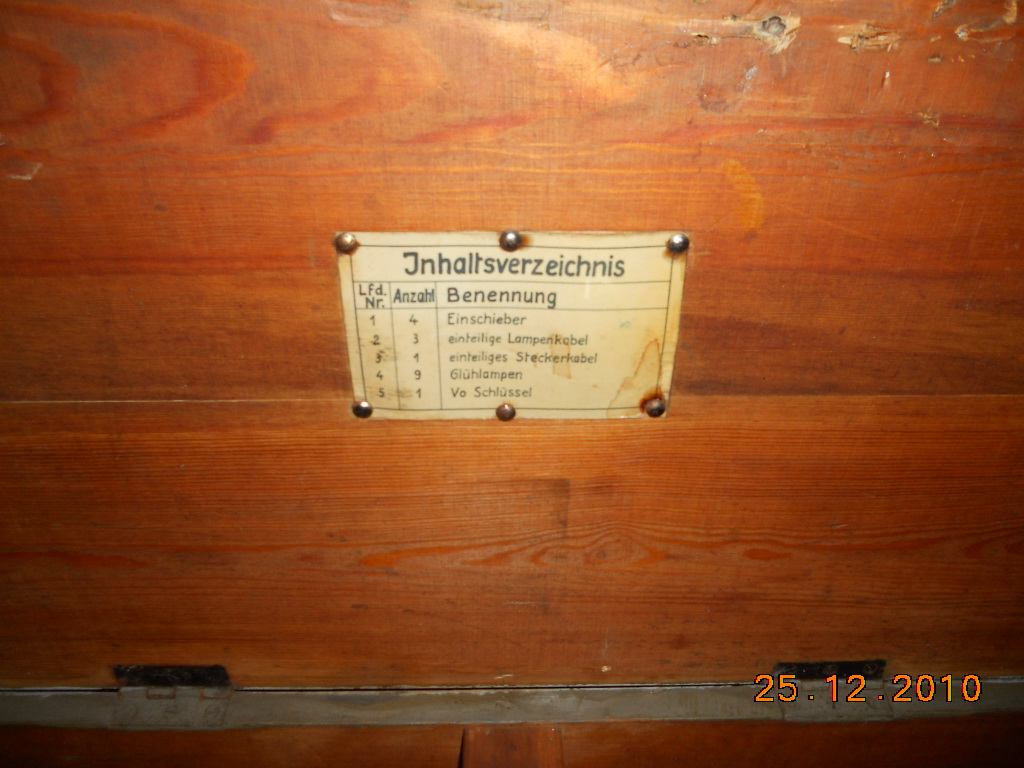 Inhaltsverzeichnis
Lfd. Nr. Anzahl Benennung
1 4 Einschieber
2 3 einteilige Lampenkabel
3 1 einteiliges Steckerkabel
4 9 Glühlampen
5 1 Vo Schlüssel
25.12.2010